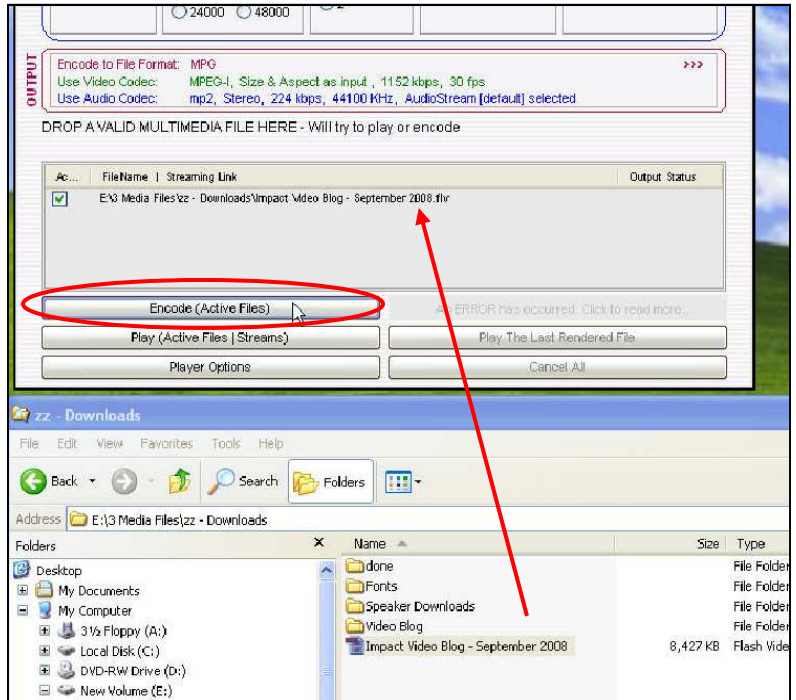 24000 48000 2
OUTPUT
Encode to File Format: MPG >>>
Use Video Codec: MPEG-I, Size & Aspect as input , 1152 kbps, 30 fps
Use Audio Codec: mp2, Stereo, 224 kbps, 44100 KHz, AudioStream [default] selected
DROP A VALID MULTIMEDIA FILE HERE - Will try to play or encode
Ac... FileName | Streaming Link Output Status
E:\3 Media Files\zz - Downloads\Impact Video Blog - September 2008.flv
Encode (Active Files) An ERROR has occurred. Click to read more...
Play (Active Files | Streams) Play The Last Rendered File
Player Options Cancel All
zz - Downloads
File Edit View Favorites Tools Help
Back Search Folders
Address E:\3 Media Files\zz - Downloads
Folders X Name Size Type
Desktop done File Folder
My Documents Fonts File Folder
My Computer Speaker Downloads File Folder
3½ Floppy (A:) Video Blog File Folder
Local Disk (C:) Impact Video Blog - September 2008 8,427 KB Flash Vide
DVD-RW Drive (D:)
New Volume (E:)